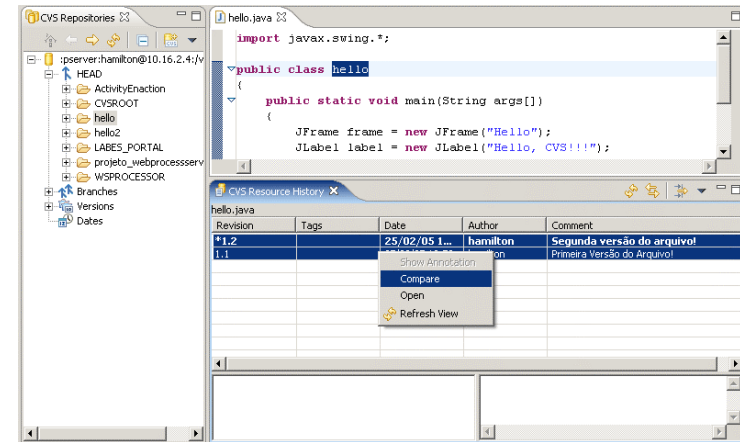 CVS Repositories
:pserver:hamilton@10.16.2.4:/v
HEAD
ActivityEnaction
CVSROOT
hello
hello2
LABES_PORTAL
projeto_webprocessserv
WSPROCESSOR
Branches
Versions
Dates
hello.java
import javax.swing.*;
public class hello
{
public static void main(String args[])
{
JFrame frame = new JFrame("Hello");
JLabel label = new JLabel("Hello, CVS!!!");
CVS Resource History
hello.java
Revision Tags Date Author Comment
*1.2 25/02/05 1... hamilton Segunda versão do arquivo!
1.1 Primeira Versão do Arquivo!
Show Annotation
Compare
Open
Refresh View